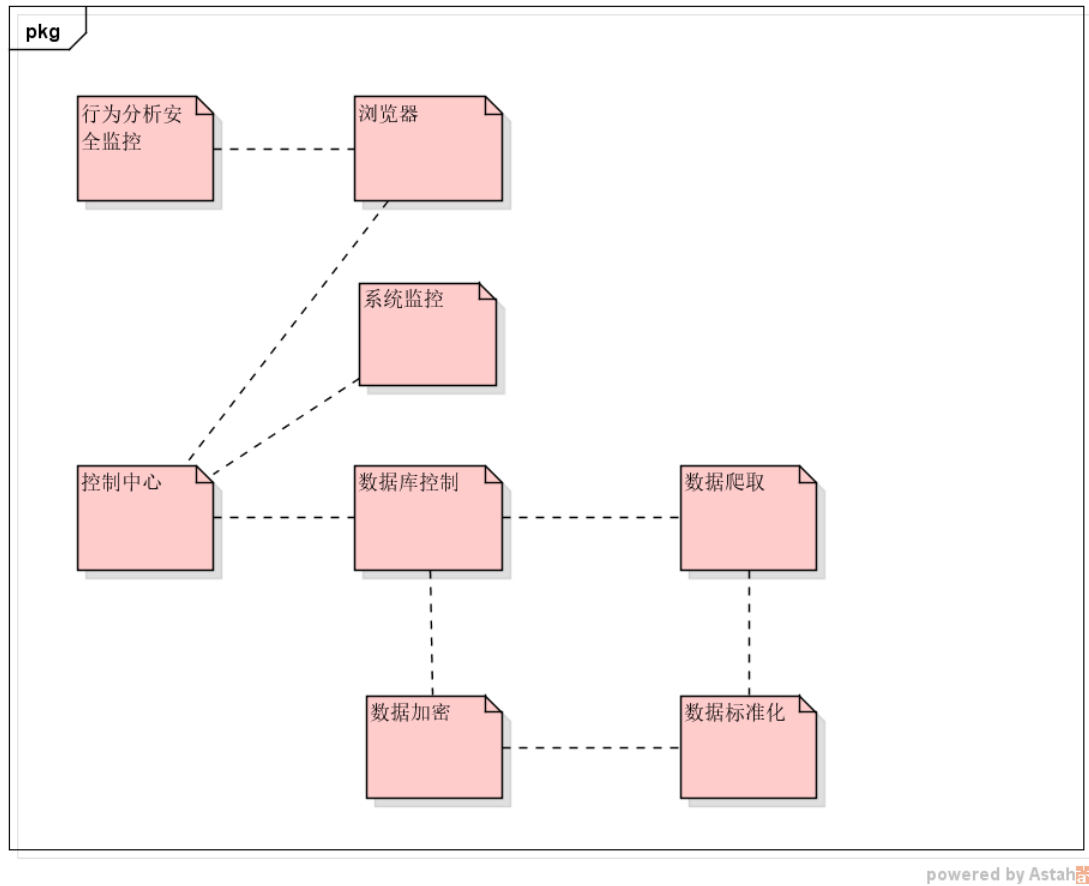 pkg
行为分析安
全监控
浏览器
系统监控
控制中心
数据库控制
数据爬取
数据加密
数据标准化
powered by Astah